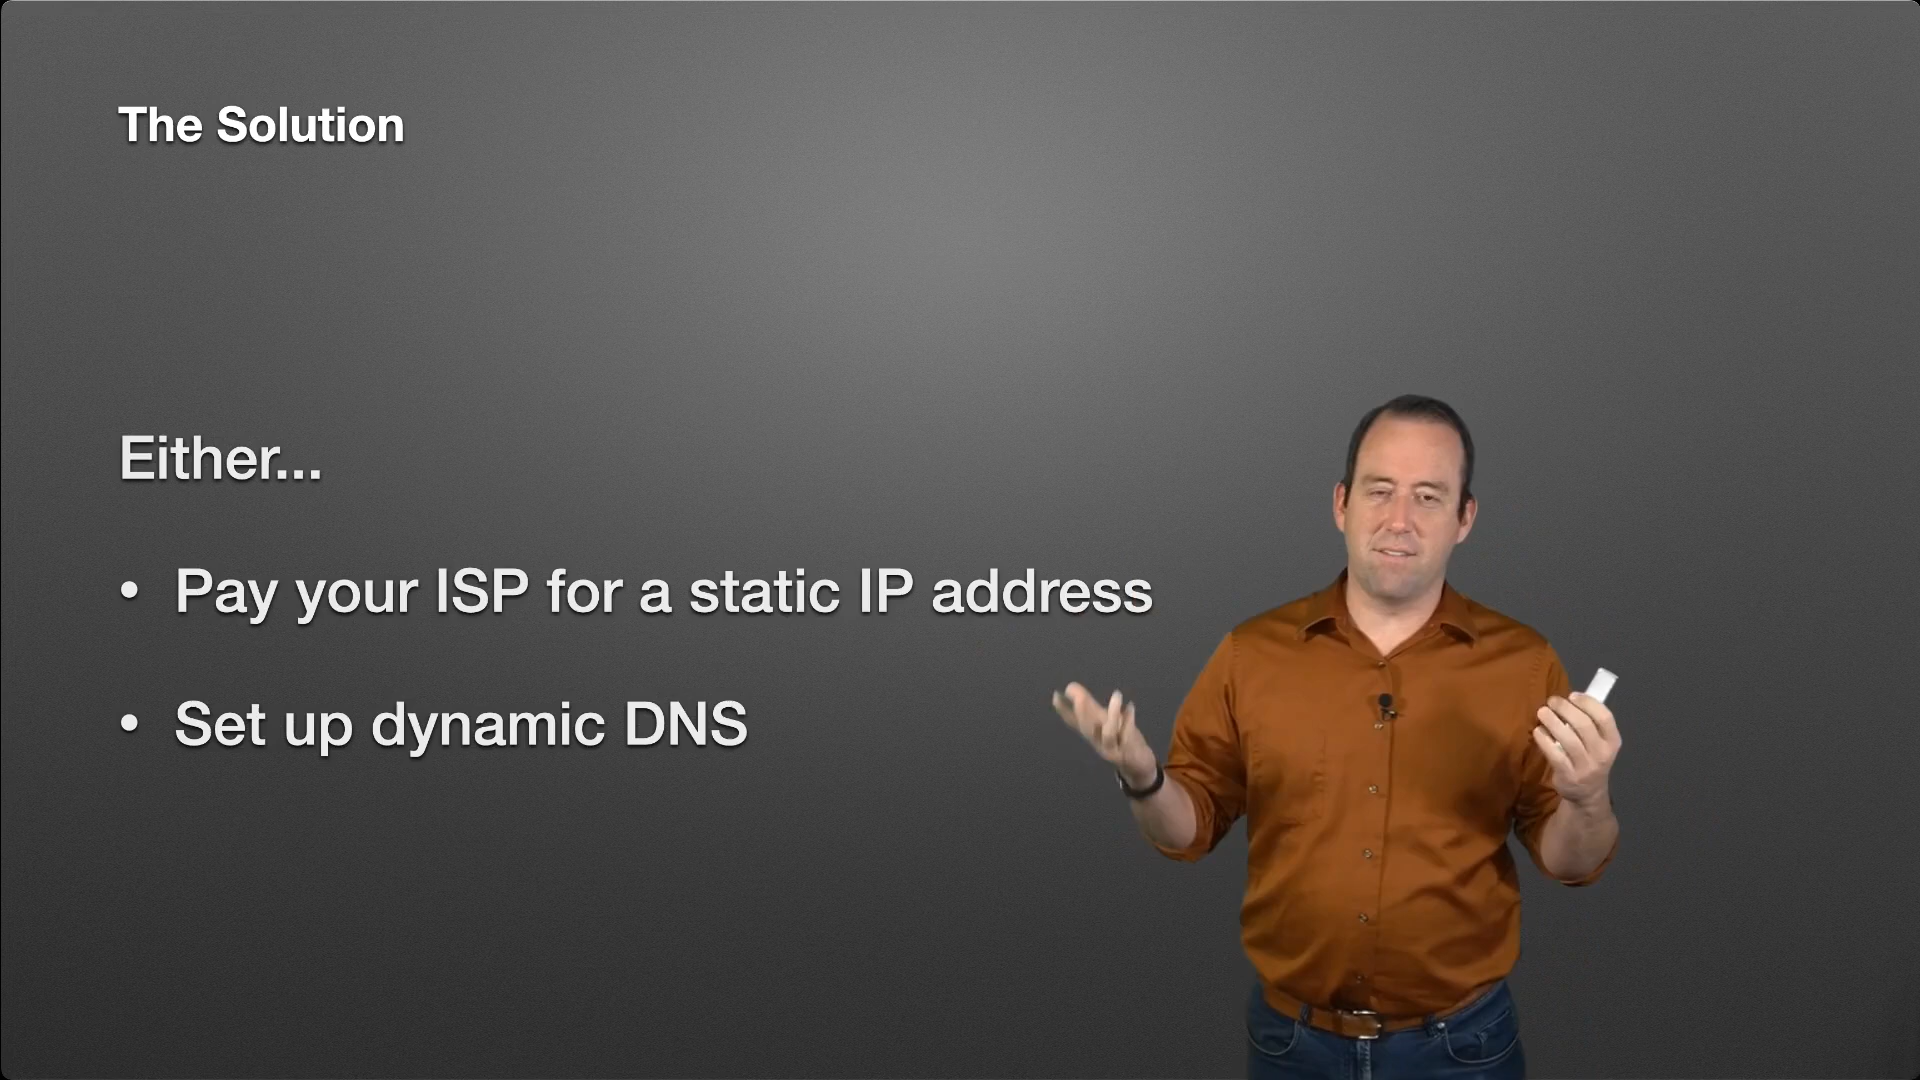 The Solution
Either...
• Pay your ISP for a static IP address
• Set up dynamic DNS